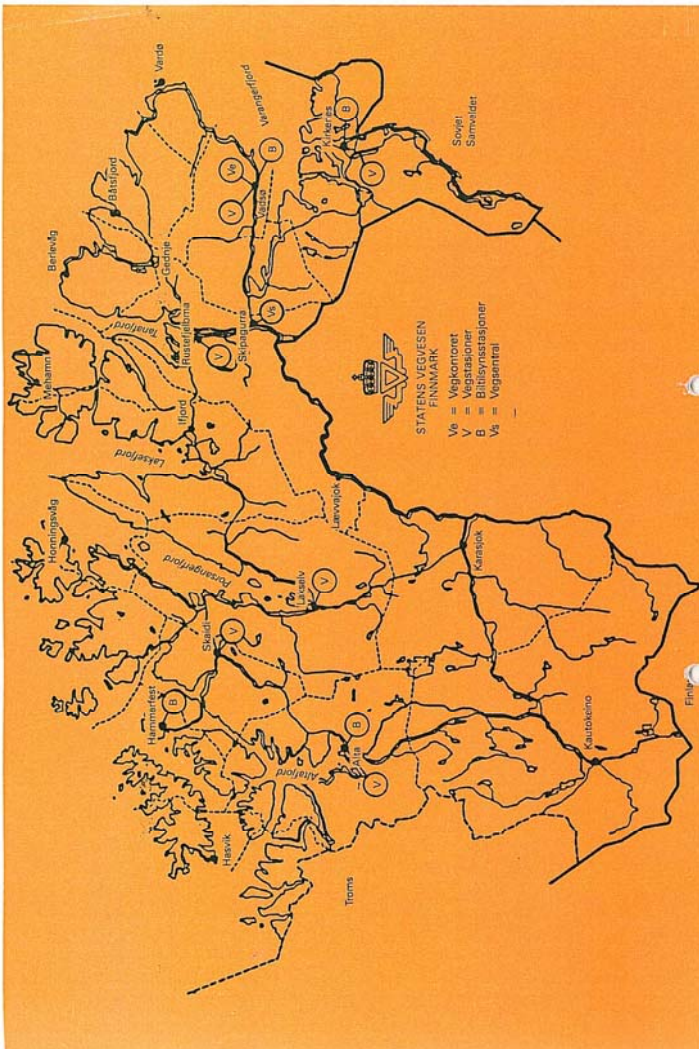 Vardø
Båtsfjord
Berlevåg
Gednje
Varangerfjord
B
Ve
V
Vadsø
Kirkenes
B
V
Sovjet
Samveldet
Mehamn
Tanafjord
Rustefjelbma
V
Skipagurra
Vs
Ifjord
Laksefjord
Honningsvåg
Porsangerfjord
Lævvajok
Lakselv
V
Skaidi
V
Hammerfest
B
Karasjok
Altafjord
Alta
B
V
Hasvik
Kautokeino
Troms
Finla
STATENS VEGVESEN
FINNMARK
Ve = Vegkontoret
V = Vegstasjoner
B = Biltilsynsstasjoner
Vs = Vegsentral